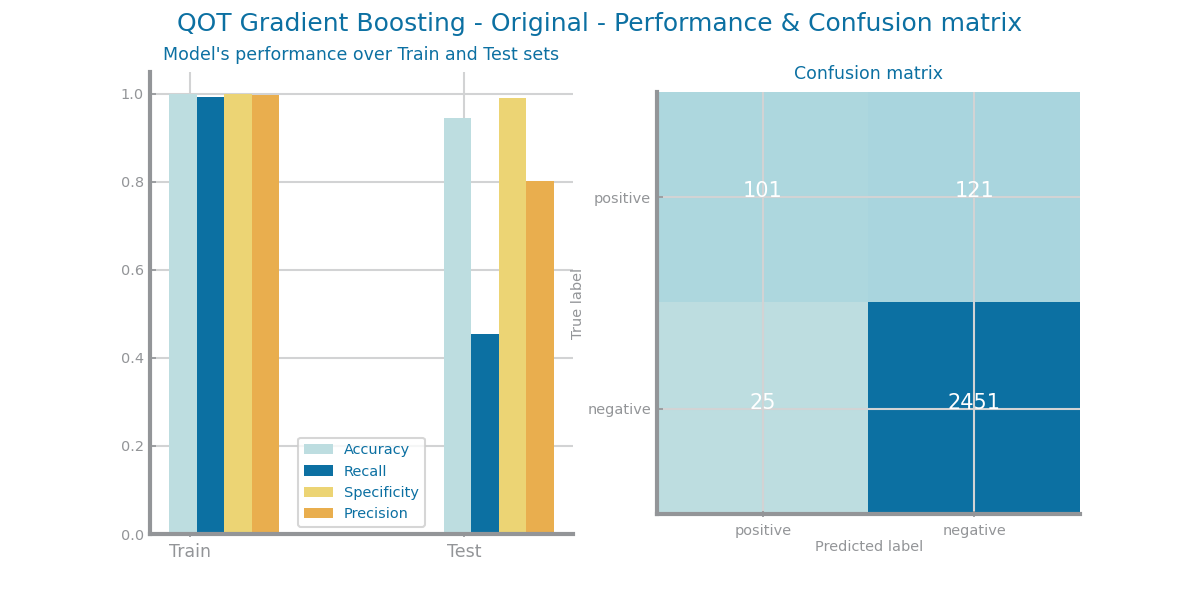 QOT Gradient Boosting - Original - Performance & Confusion matrix
Model's performance over Train and Test sets
1.0
0.8
0.6
0.4
0.2
0.0
Train
Test
Accuracy
Recall
Specificity
Precision
Confusion matrix
True label
positive
negative
101
121
25
2451
positive
negative
Predicted label